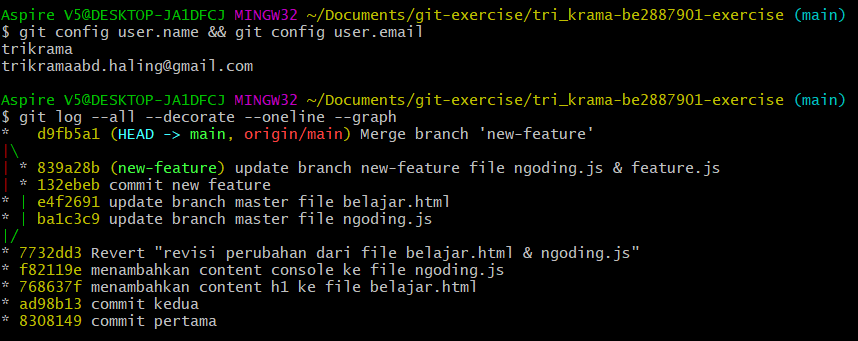 Aspire V5@DESKTOP-JA1DFCJ MINGW32 ~/Documents/git-exercise/tri_krama-be2887901-exercise (main)
$ git config user.name && git config user.email
trikrama
trikramaabd.haling@gmail.com
Aspire V5@DESKTOP-JA1DFCJ MINGW32 ~/Documents/git-exercise/tri_krama-be2887901-exercise (main)
$ git log --all --decorate --oneline --graph
*   d9fb5a1 (HEAD -> main, origin/main) Merge branch 'new-feature'
|\
| * 839a28b (new-feature) update branch new-feature file ngoding.js & feature.js
| * 132ebeb commit new feature
* | e4f2691 update branch master file belajar.html
* | ba1c3c9 update branch master file ngoding.js
|/
* 7732dd3 Revert "revisi perubahan dari file belajar.html & ngoding.js"
* f82119e menambahkan content console ke file ngoding.js
* 768637f menambahkan content h1 ke file belajar.html
* ad98b13 commit kedua
* 8308149 commit pertama